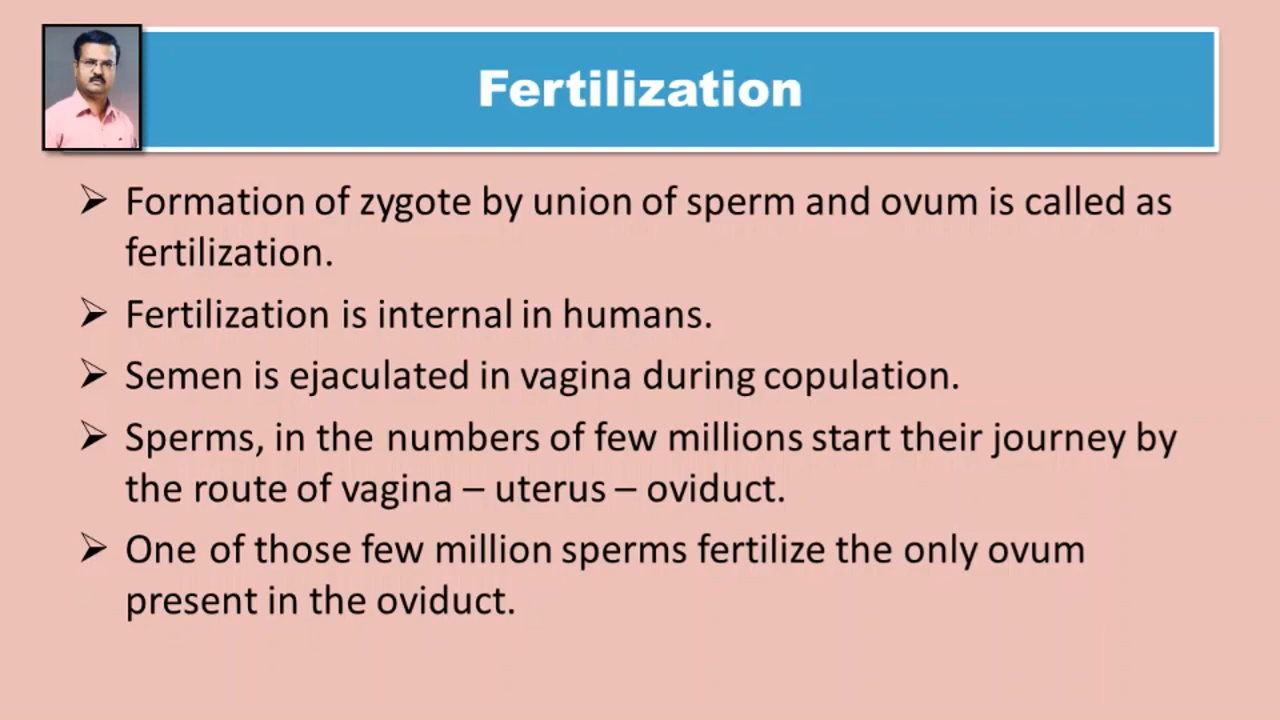 Fertilization
➢ Formation of zygote by union of sperm and ovum is called as
fertilization.
➢ Fertilization is internal in humans.
➢ Semen is ejaculated in vagina during copulation.
➢ Sperms, in the numbers of few millions start their journey by
the route of vagina – uterus – oviduct.
➢ One of those few million sperms fertilize the only ovum
present in the oviduct.